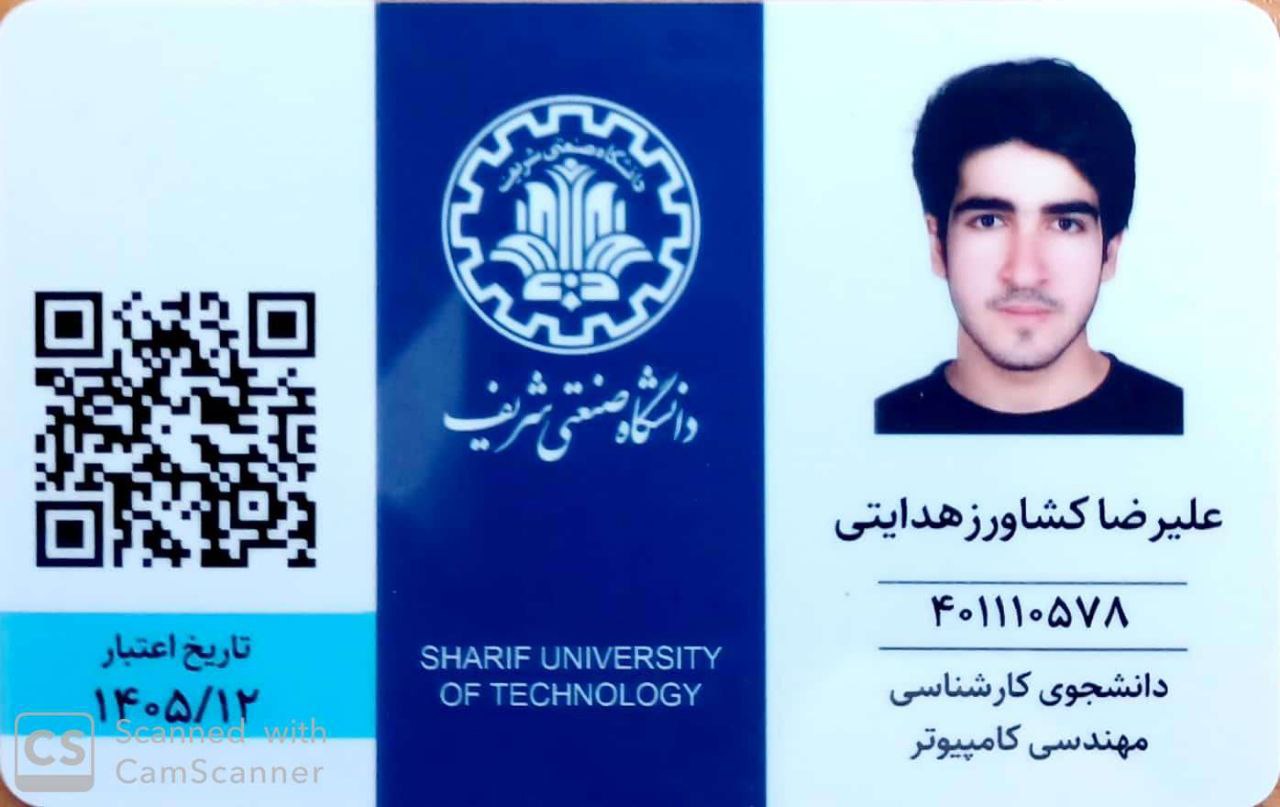 دانشگاه صنعتی شریف
دانشگاه صنعتی شریف
SHARIF UNIVERSITY
OF TECHNOLOGY
علیرضا کشاورزهدایتی
۴۰۱۱۱۰۵۷۸
دانشجوی کارشناسی
مهندسی کامپیوتر
تاریخ اعتبار
۱۴۰۵/۱۲
CS
Scanned with
CamScanner